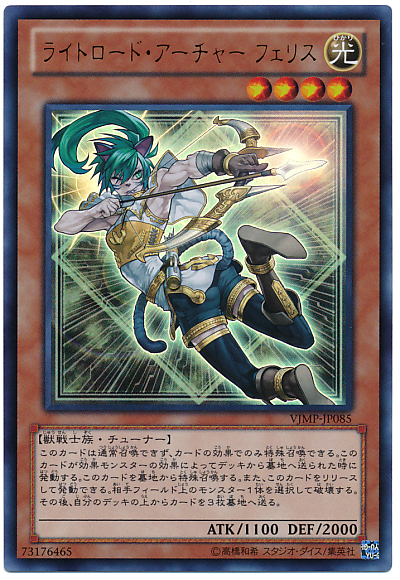 ライトロード・アーチャー フェリス
光
VJMP-JP085
[獣戦士族・チューナー]
このカードは通常召喚できず、カードの効果でのみ特殊召喚できる。この
カードが効果モンスターの効果によってデッキから墓地へ送られた時に
発動する。このカードを墓地から特殊召喚する。また、このカードをリリース
して発動できる。相手フィールド上のモンスター1体を選択して破壊する。
その後、自分のデッキの上からカードを3枚墓地へ送る。
ATK/1100 DEF/2000
73176465
©高橋和希 スタジオ・ダイス/集英社